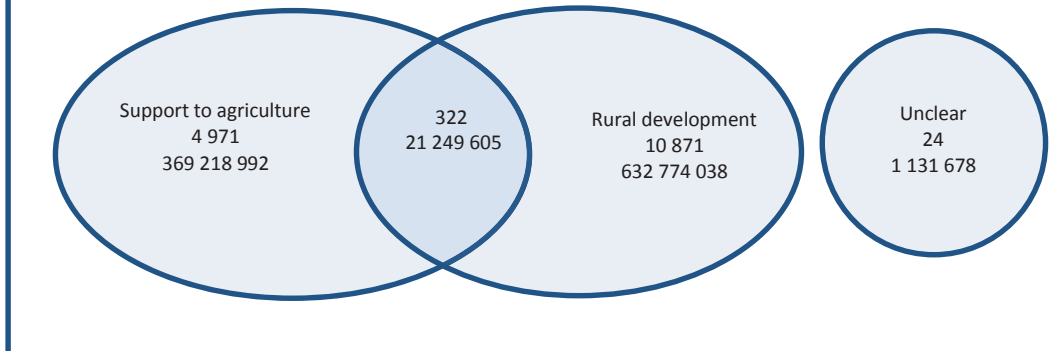 Support to agriculture
4 971
369 218 992
322
21 249 605
Rural development
10 871
632 774 038
Unclear
24
1 131 678